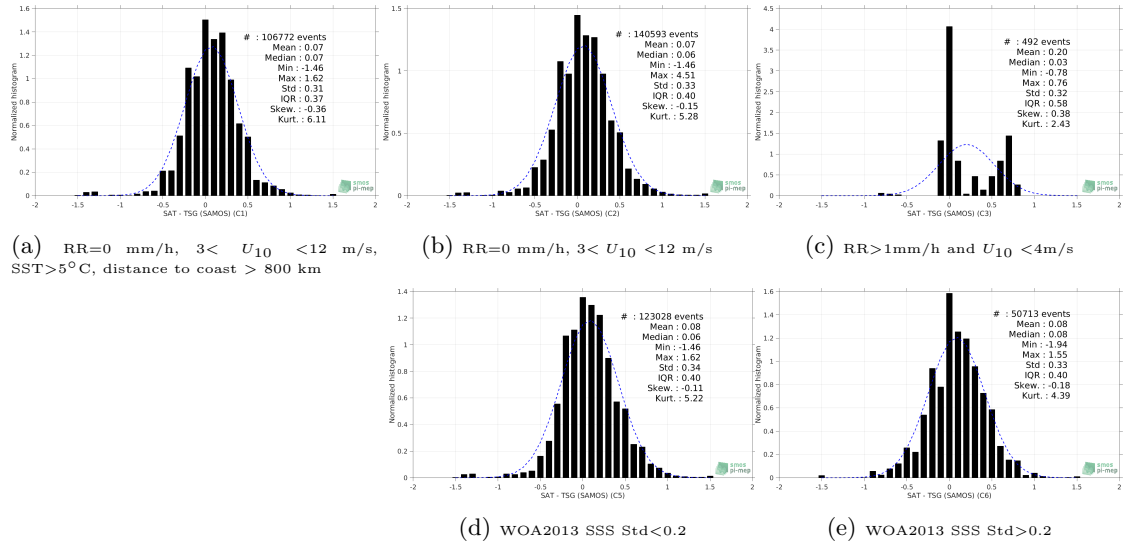 1.6
1.4
1.2
1
0.8
0.6
0.4
0.2
0
Normalized histogram
# : 106772 events
Mean : 0.07
Median : 0.07
Min : -1.46
Max : 1.62
Std : 0.31
IQR : 0.37
Skew. : -0.36
Kurt. : 6.11
smos
pi-mep
-2 -1.5 -1 -0.5 0 0.5 1 1.5 2
SAT - TSG (SAMOS) (C1)
(a) RR=0 mm/h, 3< U10 <12 m/s,
SST>5°C, distance to coast > 800 km
1.5
1
0.5
0
Normalized histogram
# : 140593 events
Mean : 0.07
Median : 0.06
Min : -1.46
Max : 4.51
Std : 0.33
IQR : 0.40
Skew. : -0.15
Kurt. : 5.28
smos
pi-mep
-2 -1.5 -1 -0.5 0 0.5 1 1.5 2
SAT - TSG (SAMOS) (C2)
(b) RR=0 mm/h, 3< U10 <12 m/s
4.5
4
3.5
3
2.5
2
1.5
1
0.5
0
Normalized histogram
# : 492 events
Mean : 0.20
Median : 0.03
Min : -0.78
Max : 0.76
Std : 0.32
IQR : 0.58
Skew. : 0.38
Kurt. : 2.43
smos
pi-mep
-2 -1.5 -1 -0.5 0 0.5 1 1.5 2
SAT - TSG (SAMOS) (C3)
(c) RR>1mm/h and U10 <4m/s
1.4
1.2
1
0.8
0.6
0.4
0.2
0
Normalized histogram
# : 123028 events
Mean : 0.08
Median : 0.06
Min : -1.46
Max : 1.62
Std : 0.34
IQR : 0.40
Skew. : -0.11
Kurt. : 5.22
smos
pi-mep
-2 -1.5 -1 -0.5 0 0.5 1 1.5 2
SAT - TSG (SAMOS) (C5)
(d) WOA2013 SSS Std<0.2
1.6
1.4
1.2
1
0.8
0.6
0.4
0.2
0
Normalized histogram
# : 50713 events
Mean : 0.08
Median : 0.08
Min : -1.94
Max : 1.55
Std : 0.33
IQR : 0.40
Skew. : -0.18
Kurt. : 4.39
smos
pi-mep
-2 -1.5 -1 -0.5 0 0.5 1 1.5 2
SAT - TSG (SAMOS) (C6)
(e) WOA2013 SSS Std>0.2